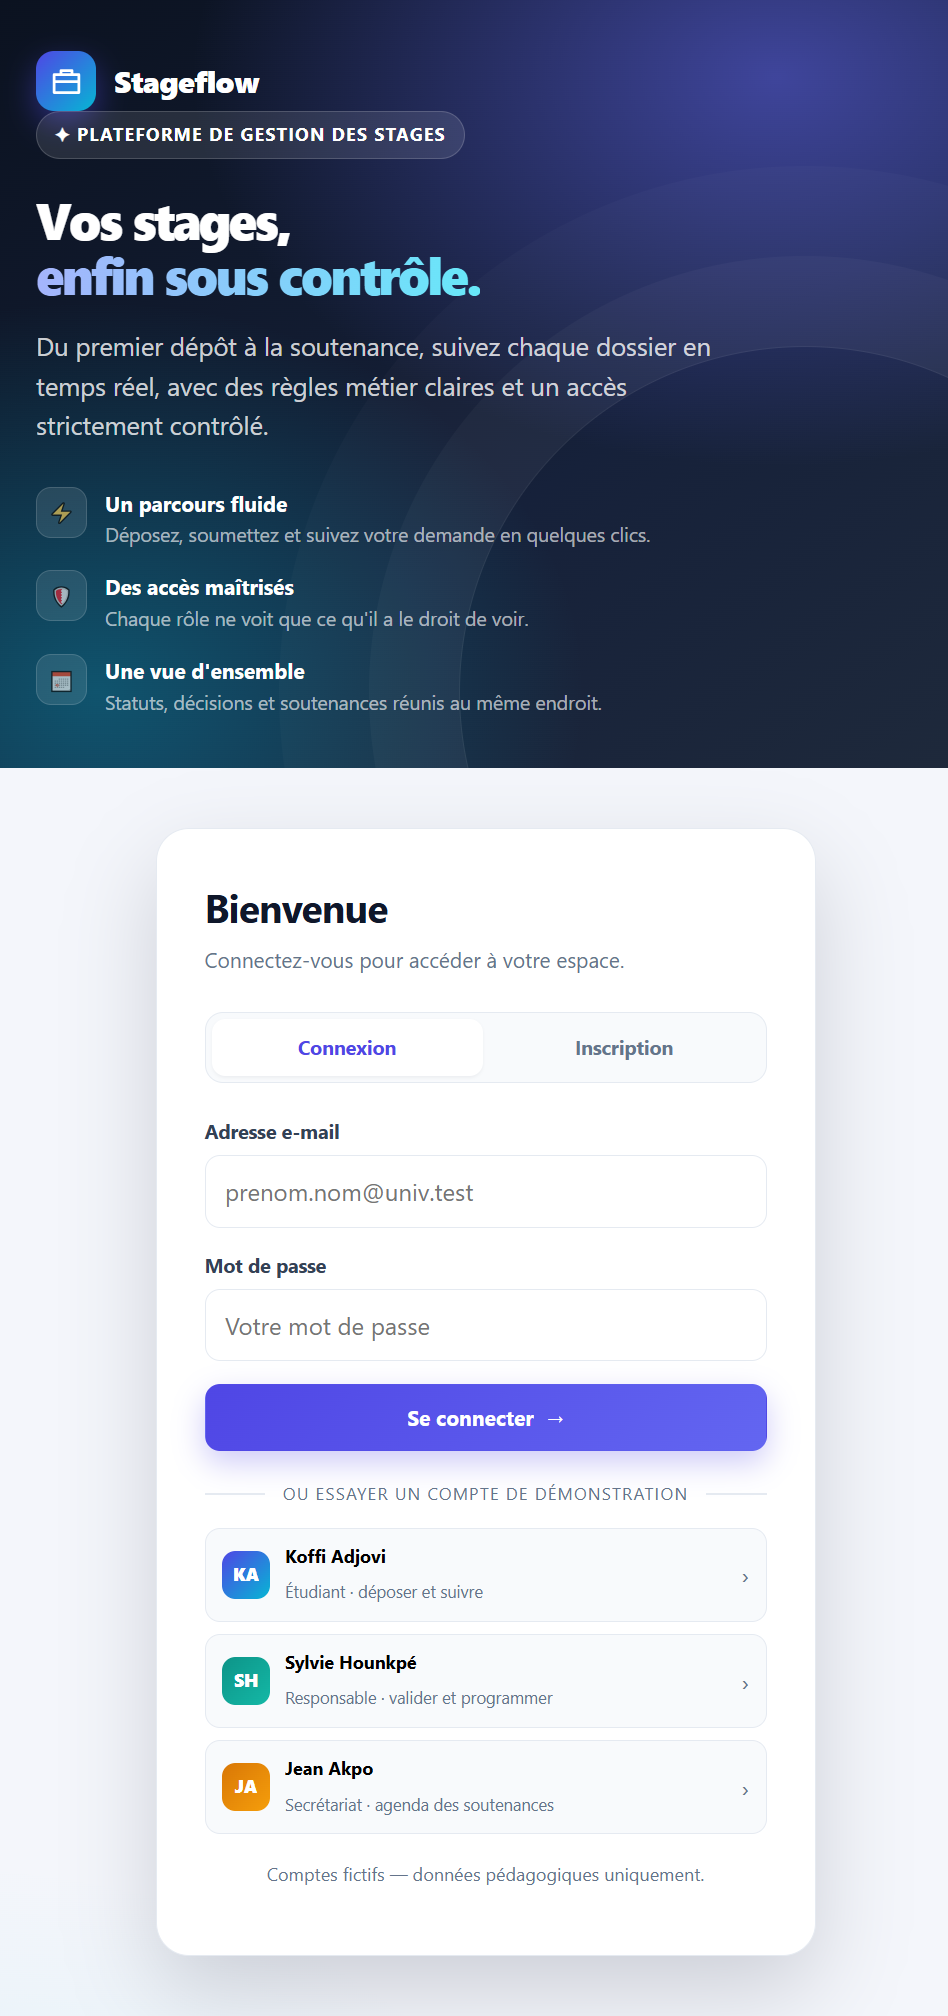 Stageflow
✦ PLATEFORME DE GESTION DES STAGES
Vos stages,
enfin sous contrôle.
Du premier dépôt à la soutenance, suivez chaque dossier en
temps réel, avec des règles métier claires et un accès
strictement contrôlé.
Un parcours fluide
Déposez, soumettez et suivez votre demande en quelques clics.
Des accès maîtrisés
Chaque rôle ne voit que ce qu'il a le droit de voir.
Une vue d'ensemble
Statuts, décisions et soutenances réunis au même endroit.
Bienvenue
Connectez-vous pour accéder à votre espace.
Connexion
Inscription
Adresse e-mail
prenom.nom@univ.test
Mot de passe
Votre mot de passe
Se connecter →
OU ESSAYER UN COMPTE DE DÉMONSTRATION
KA
Koffi Adjovi
Étudiant · déposer et suivre
›
SH
Sylvie Hounkpé
Responsable · valider et programmer
›
JA
Jean Akpo
Secrétariat · agenda des soutenances
›
Comptes fictifs — données pédagogiques uniquement.